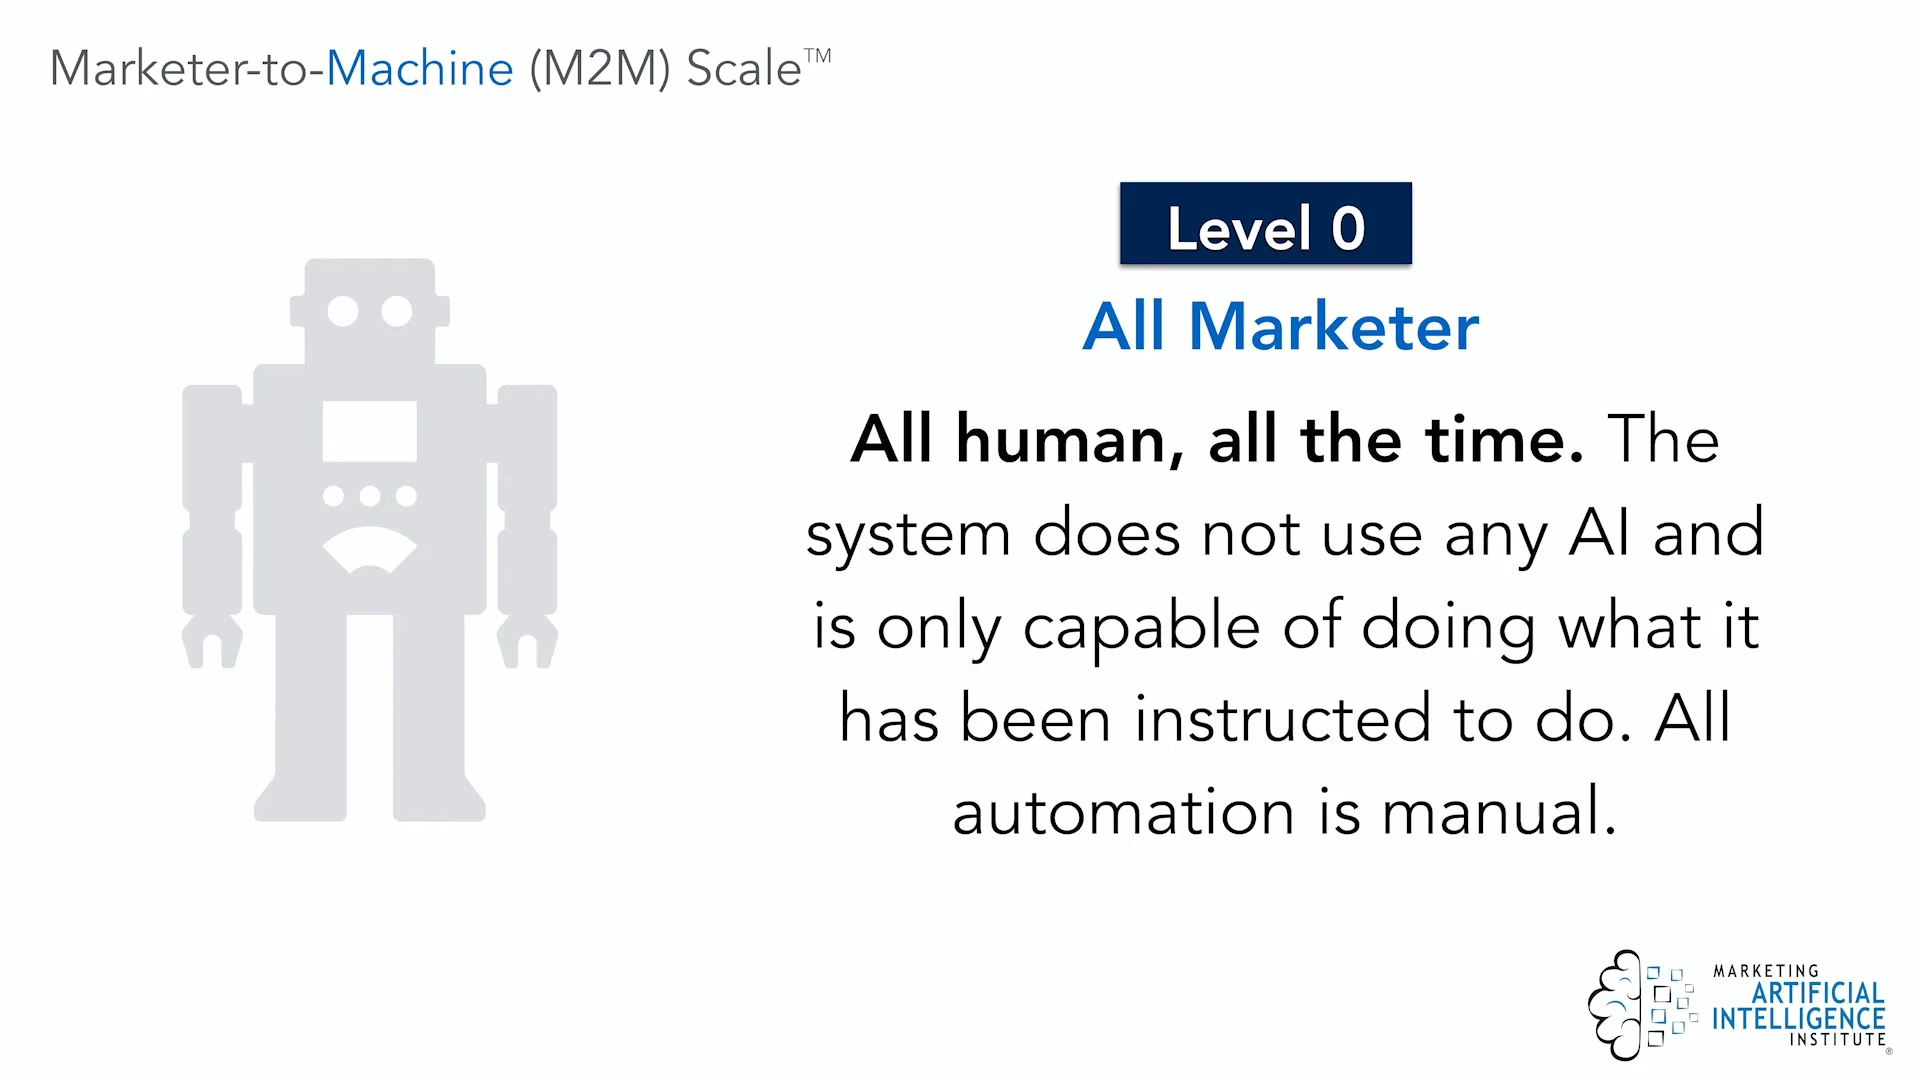 Marketer-to-Machine (M2M) Scale™
Level 0
All Marketer
All human, all the time. The
system does not use any AI and
is only capable of doing what it
has been instructed to do. All
automation is manual.
MARKETING
ARTIFICIAL
INTELLIGENCE
INSTITUTE®